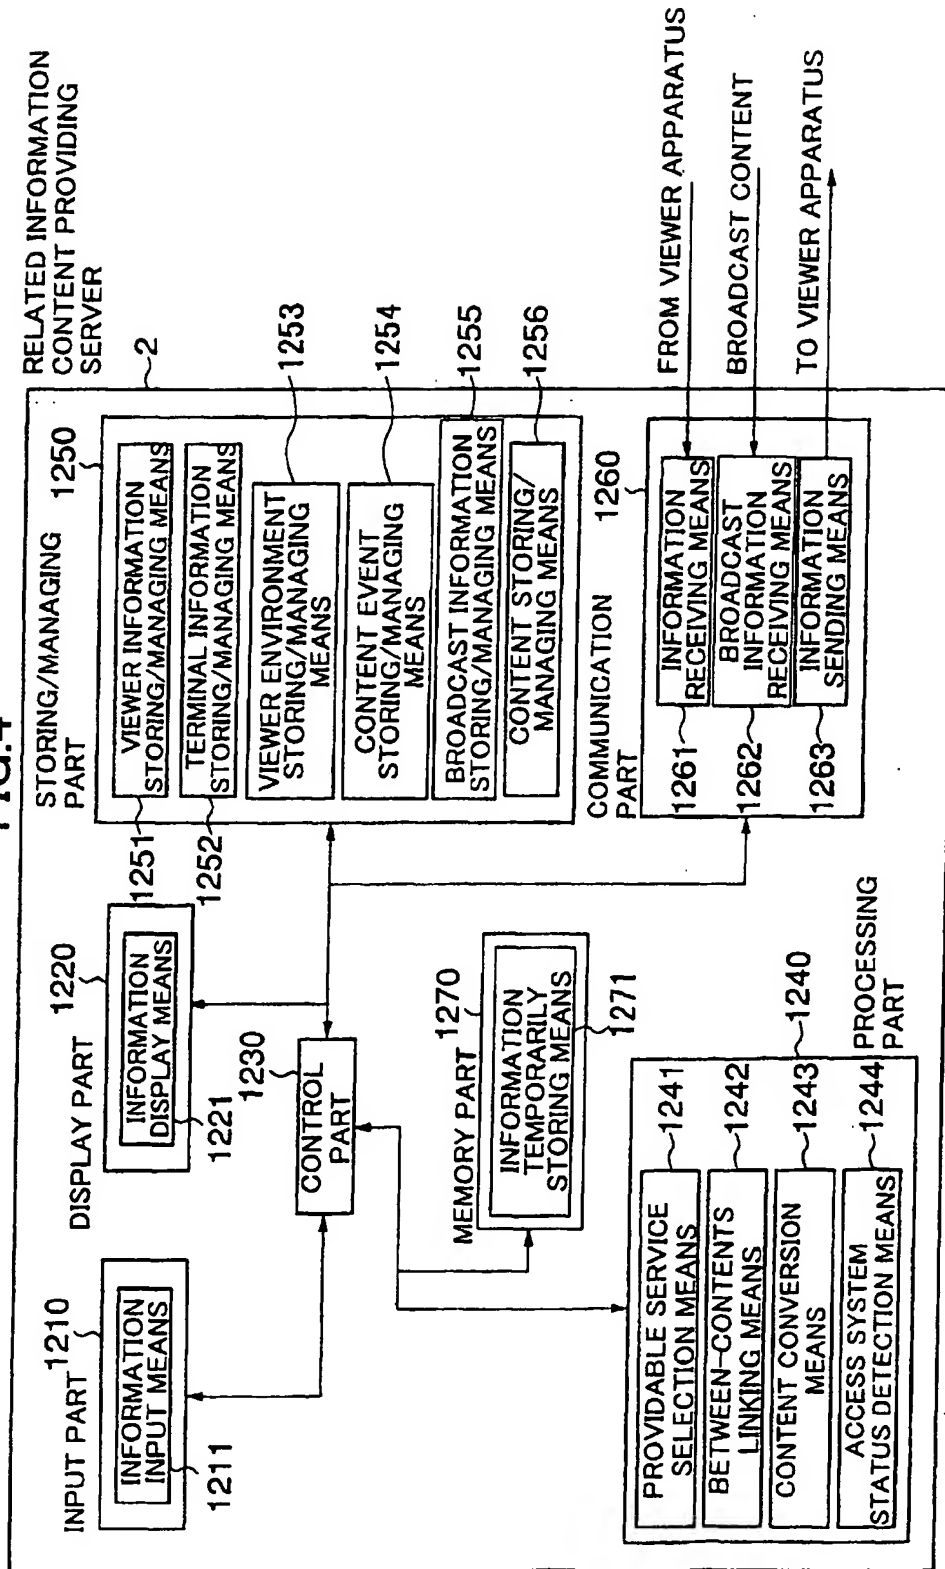 FIG.4
RELATED INFORMATION
CONTENT PROVIDING
SERVER
2
INPUT PART
1210
INFORMATION
INPUT MEANS
1211
DISPLAY PART
1220
INFORMATION
DISPLAY MEANS
1221
1230
CONTROL
PART
STORING/MANAGING
PART
1250
VIEWER INFORMATION
STORING/MANAGING MEANS
1251
TERMINAL INFORMATION
STORING/MANAGING MEANS
1252
VIEWER ENVIRONMENT
STORING/MANAGING
MEANS
1253
CONTENT EVENT
STORING/MANAGING
MEANS
1254
BROADCAST INFORMATION
STORING/MANAGING MEANS
1255
CONTENT STORING/
MANAGING MEANS
1256
MEMORY PART
1270
INFORMATION
TEMPORARILY
STORING MEANS
1271
COMMUNICATION
PART
1260
INFORMATION
RECEIVING MEANS
1261
BROADCAST
INFORMATION
RECEIVING MEANS
1262
INFORMATION
SENDING MEANS
1263
FROM VIEWER APPARATUS
BROADCAST CONTENT
TO VIEWER APPARATUS
1240
PROCESSING
PART
PROVIDABLE SERVICE
SELECTION MEANS
1241
BETWEEN-CONTENTS
LINKING MEANS
1242
CONTENT CONVERSION
MEANS
1243
ACCESS SYSTEM
STATUS DETECTION MEANS
1244